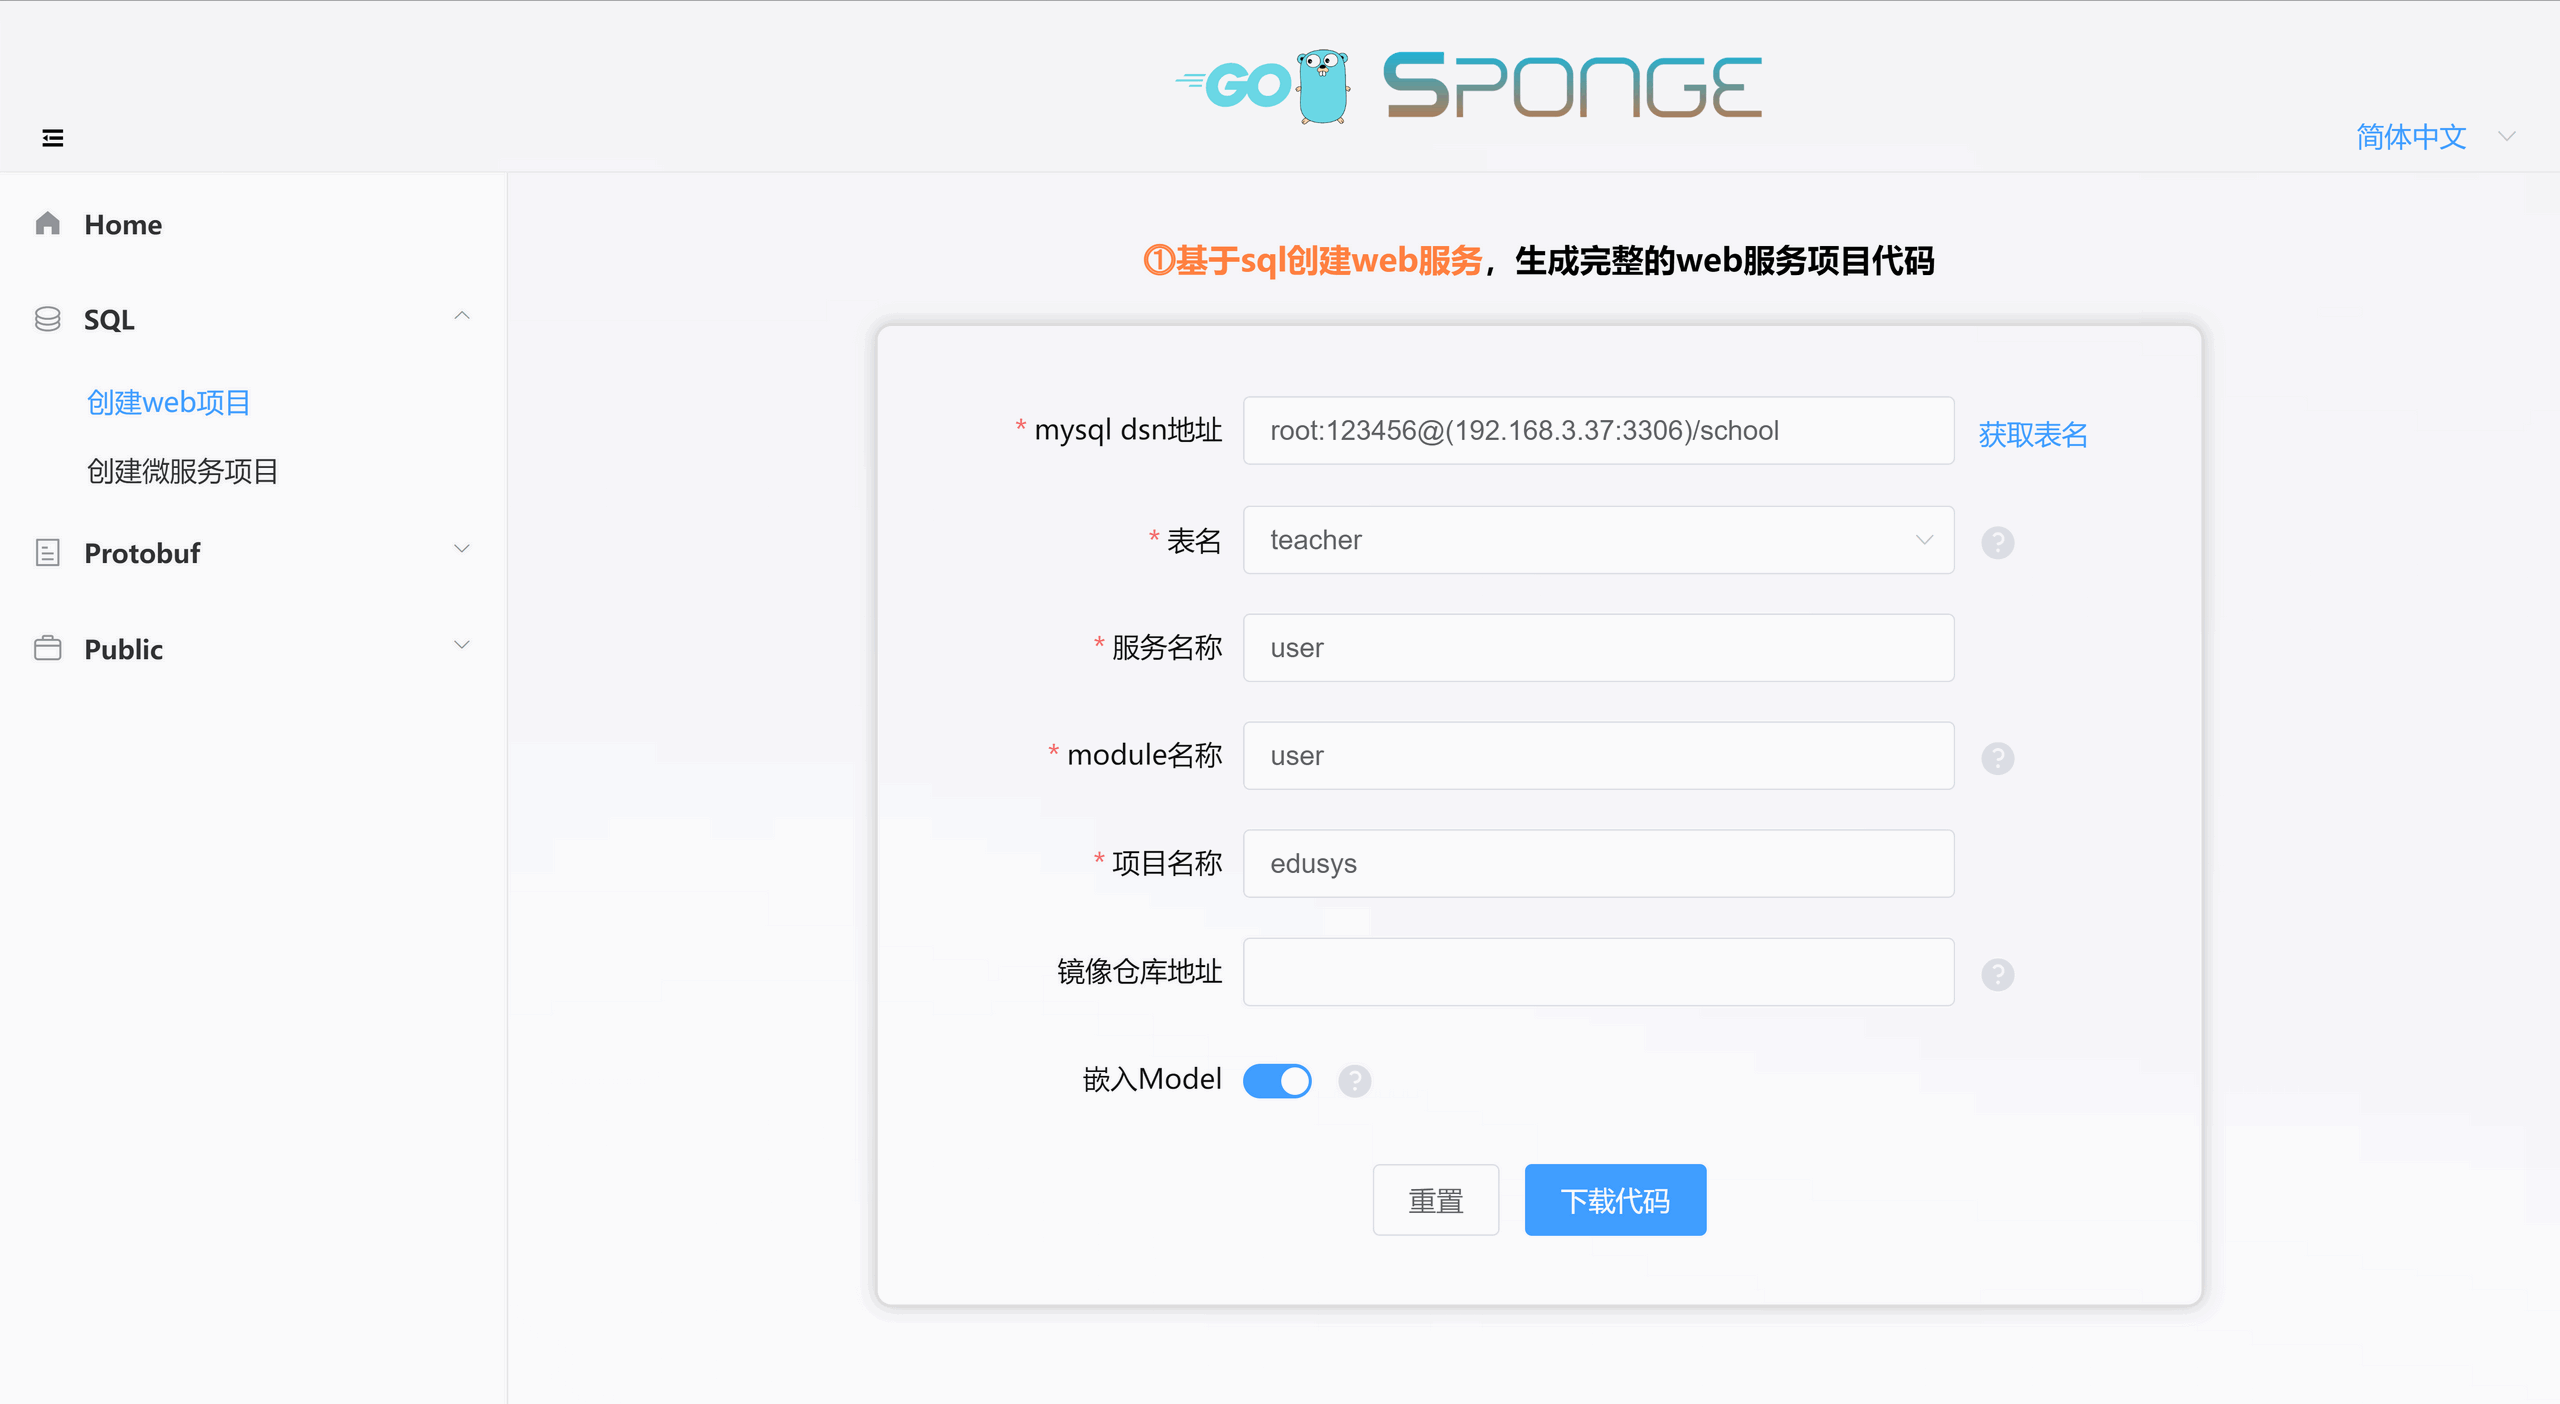 GO SPONGE
简体中文
Home
SQL
创建web项目
创建微服务项目
Protobuf
Public
①基于sql创建web服务，生成完整的web服务项目代码
* mysql dsn地址 root:123456@(192.168.3.37:3306)/school 获取表名
* 表名 teacher ?
* 服务名称 user
* module名称 user ?
* 项目名称 edusys
镜像仓库地址 ?
嵌入Model ?
重置 下载代码